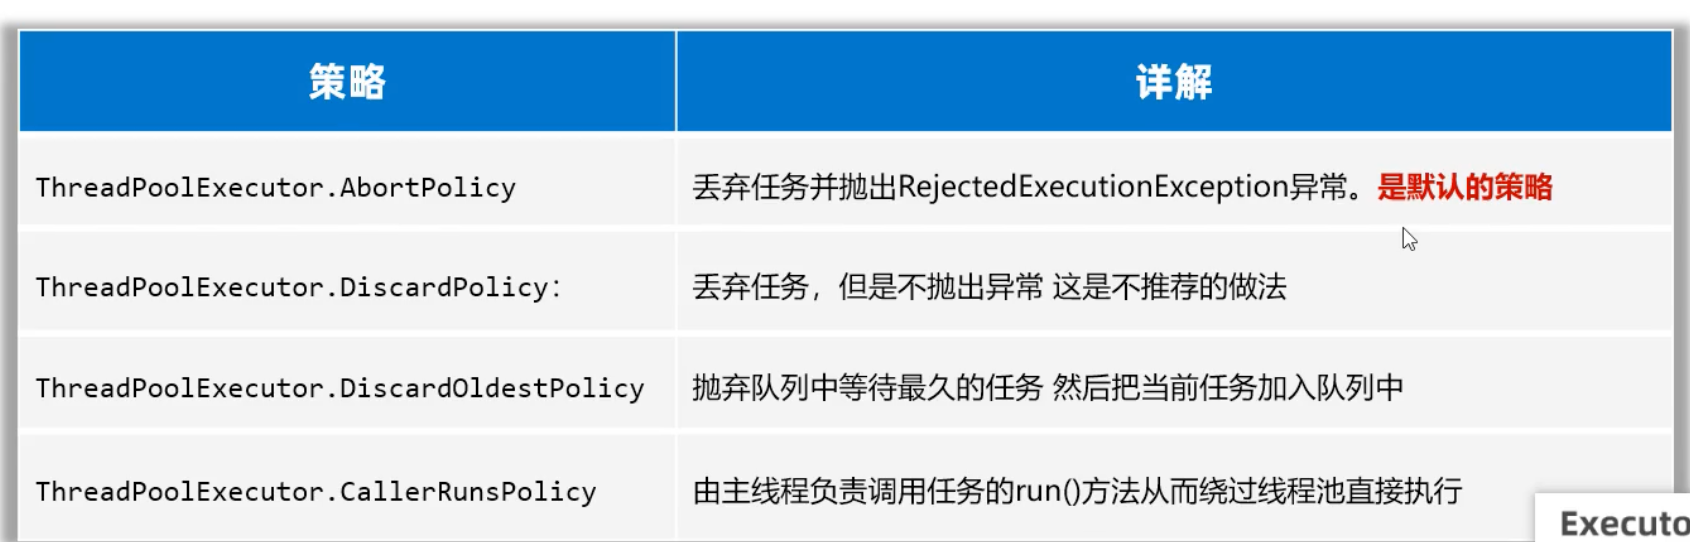 策略
详解
ThreadPoolExecutor.AbortPolicy
丢弃任务并抛出RejectedExecutionException异常。是默认的策略
ThreadPoolExecutor.DiscardPolicy：
丢弃任务，但是不抛出异常 这是不推荐的做法
ThreadPoolExecutor.DiscardOldestPolicy
抛弃队列中等待最久的任务 然后把当前任务加入队列中
ThreadPoolExecutor.CallerRunsPolicy
由主线程负责调用任务的run()方法从而绕过线程池直接执行
Executo